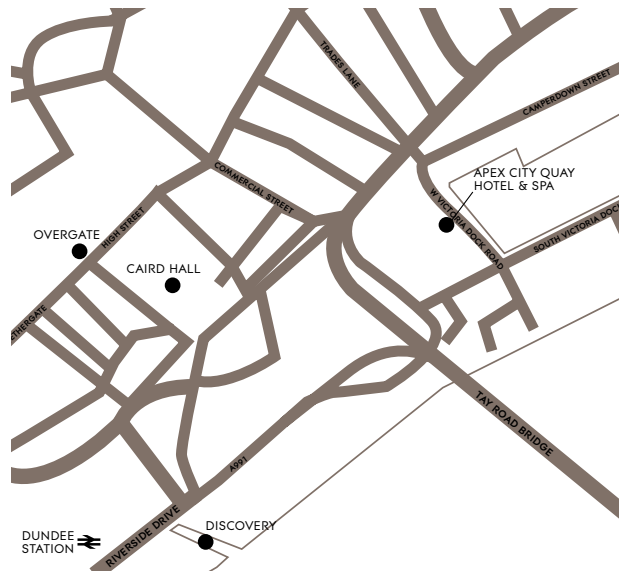 TRADES LANE
CAMPERDOWN STREET
COMMERCIAL STREET
APEX CITY QUAY
HOTEL & SPA
W VICTORIA DOCK ROAD
SOUTH VICTORIA DOCK
HIGH STREET
OVERGATE
CAIRD HALL
ETHERGATE
TAY ROAD BRIDGE
A991
RIVERSIDE DRIVE
DISCOVERY
DUNDEE
STATION